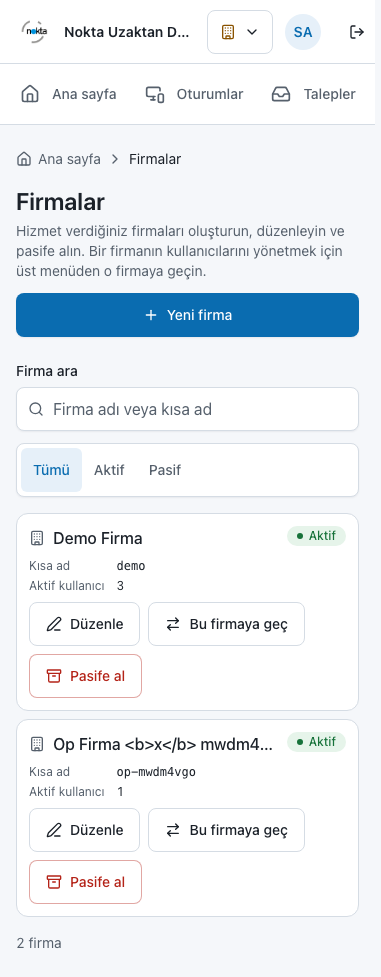 nokta
Nokta Uzaktan D...
SA
Ana sayfa
Oturumlar
Talepler
Ana sayfa > Firmalar
Firmalar
Hizmet verdiğiniz firmaları oluşturun, düzenleyin ve
pasife alın. Bir firmanın kullanıcılarını yönetmek için
üst menüden o firmaya geçin.
+ Yeni firma
Firma ara
Firma adı veya kısa ad
Tümü
Aktif
Pasif
Demo Firma
Aktif
Kısa ad demo
Aktif kullanıcı 3
Düzenle
Bu firmaya geç
Pasife al
Op Firma <b>x</b> mwdm4...
Aktif
Kısa ad op-mwdm4vgo
Aktif kullanıcı 1
Düzenle
Bu firmaya geç
Pasife al
2 firma